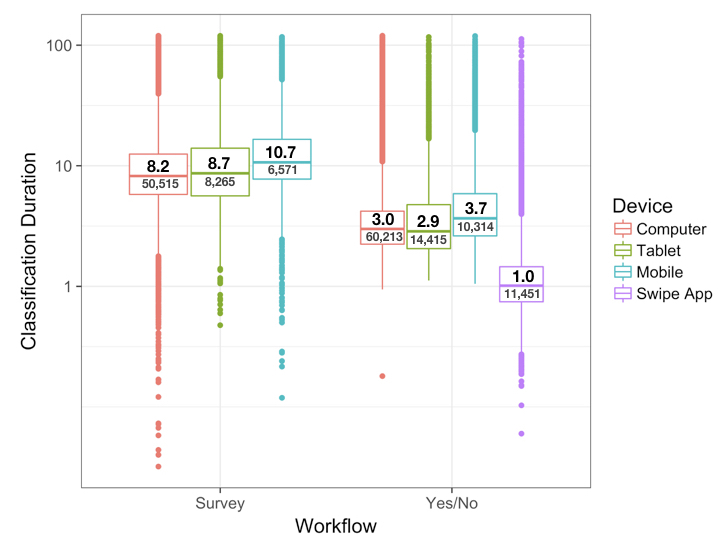 100
10
1
Classification Duration
8.2
50,515
8.7
8,265
10.7
6,571
3.0
60,213
2.9
14,415
3.7
10,314
1.0
11,451
Survey
Yes/No
Workflow
Device
Computer
Tablet
Mobile
Swipe App